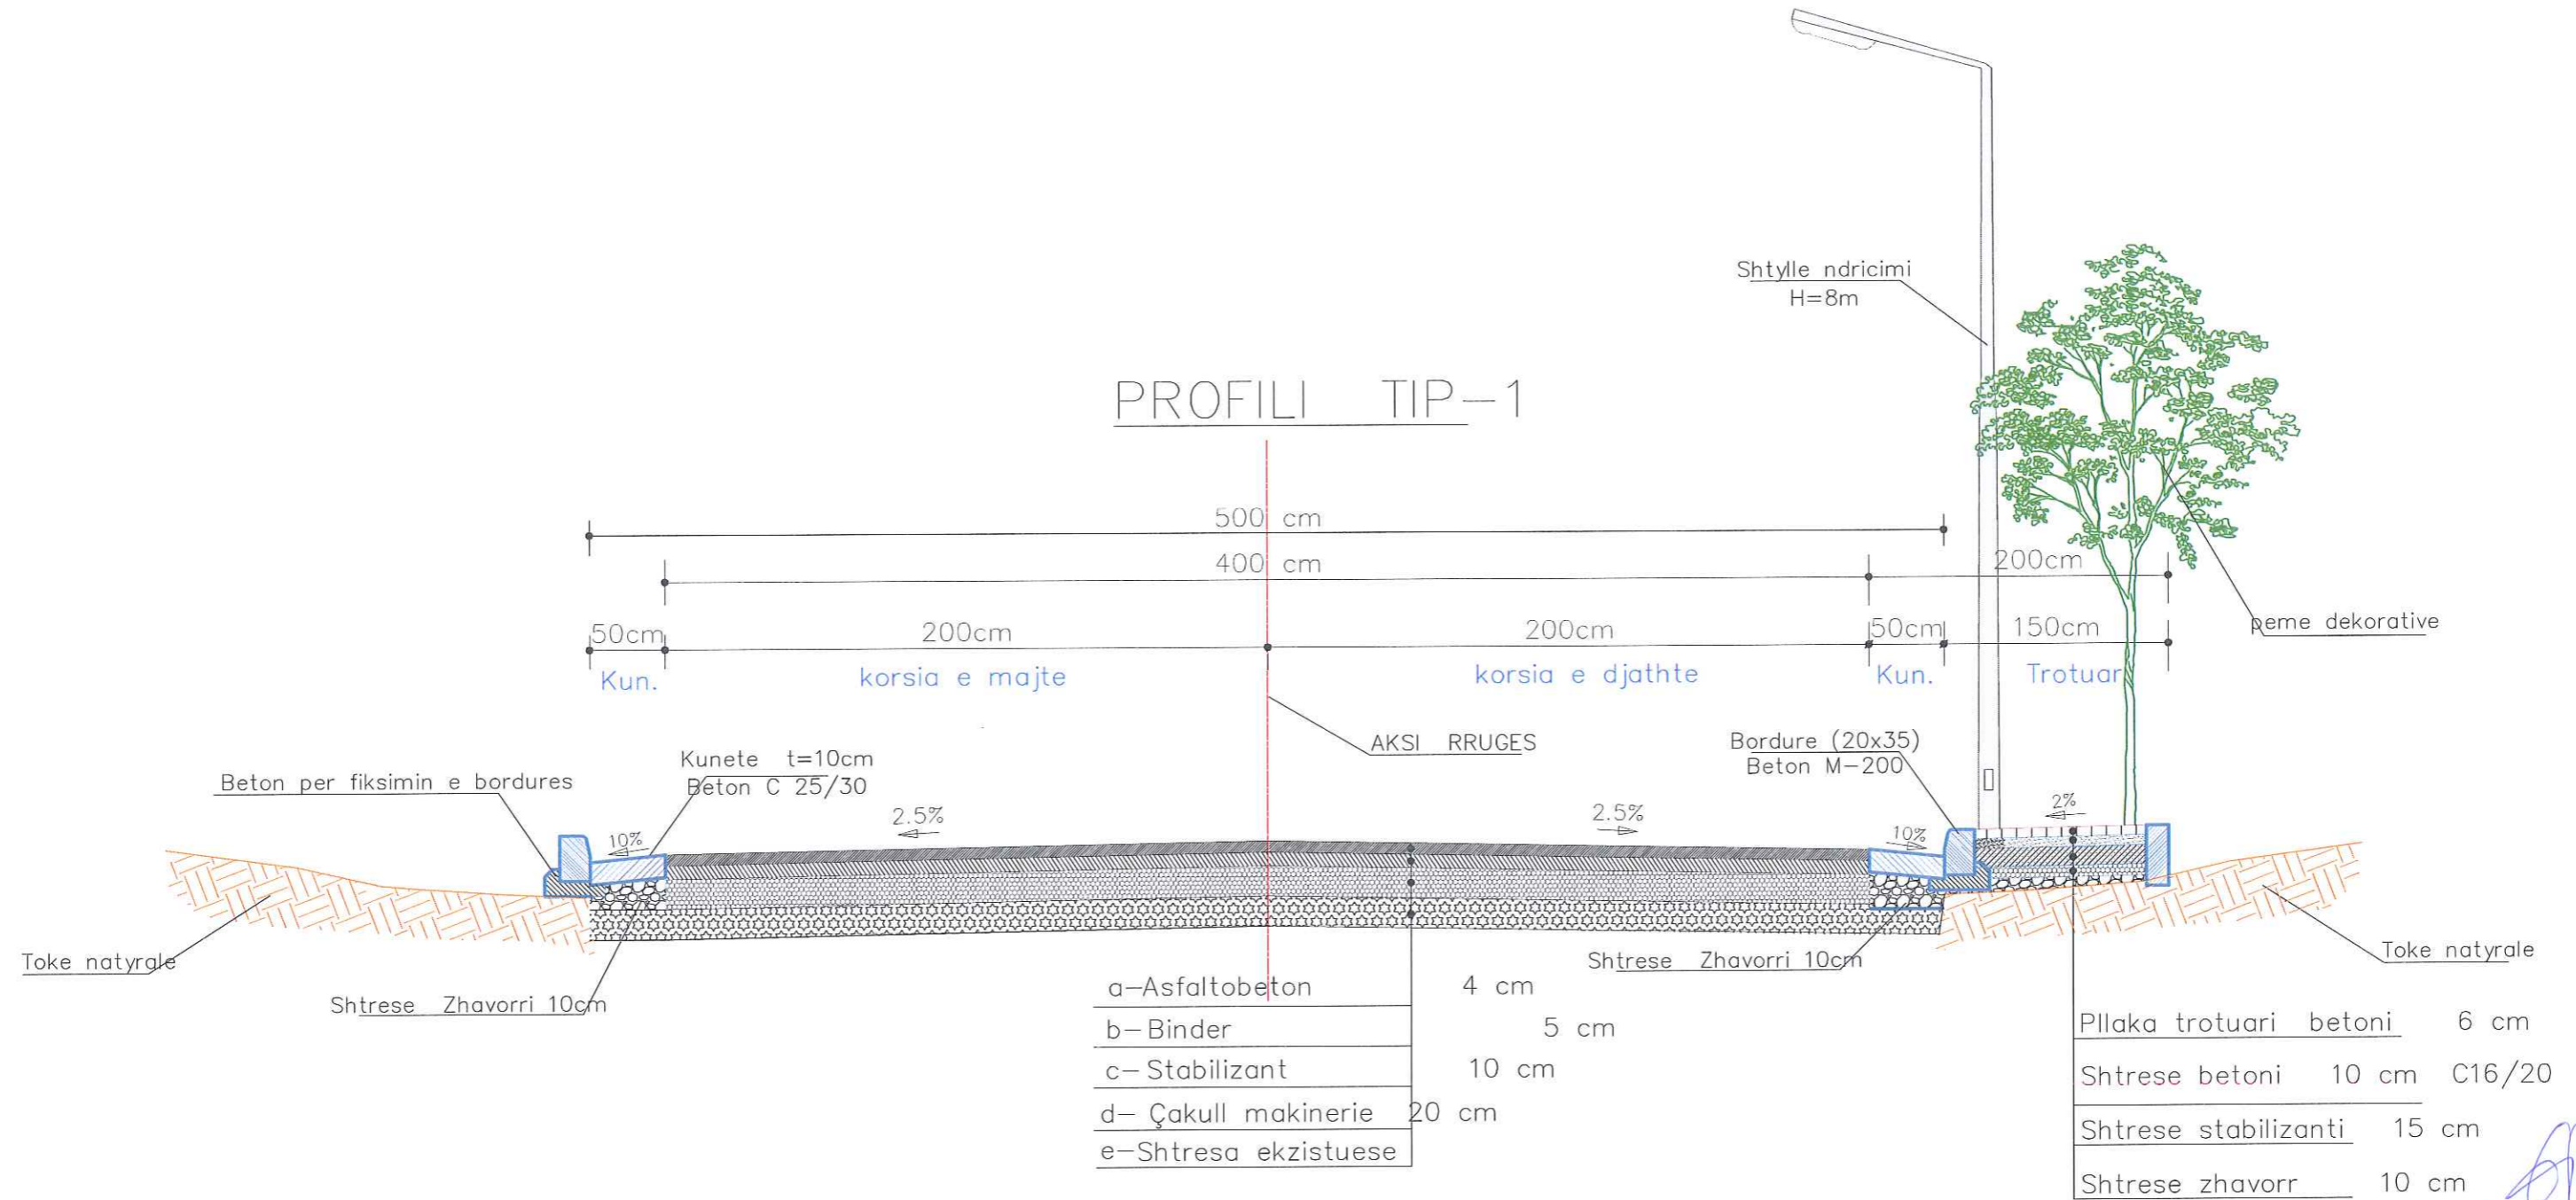 Shtylle ndricimi
H=8m
PROFILI TIP-1
500 cm
400 cm
200cm
peme dekorative
50cm
200cm
200cm
50cm
150cm
Kun.
korsia e majte
korsia e djathte
Kun.
Trotuar
AKSI RRUGES
Bordure (20x35)
Beton M-200
Kunete t=10cm
Beton C 25/30
Beton per fiksimin e bordures
10%
2.5%
2.5%
10%
2%
Toke natyrale
Shtrese Zhavorri 10cm
Shtrese Zhavorri 10cm
Toke natyrale
a-Asfaltobeton 4 cm
b-Binder 5 cm
c-Stabilizant 10 cm
d- Çakull makinerie 20 cm
e-Shtresa ekzistuese
Pllaka trotuari betoni 6 cm
Shtrese betoni 10 cm C16/20
Shtrese stabilizanti 15 cm
Shtrese zhavorr 10 cm